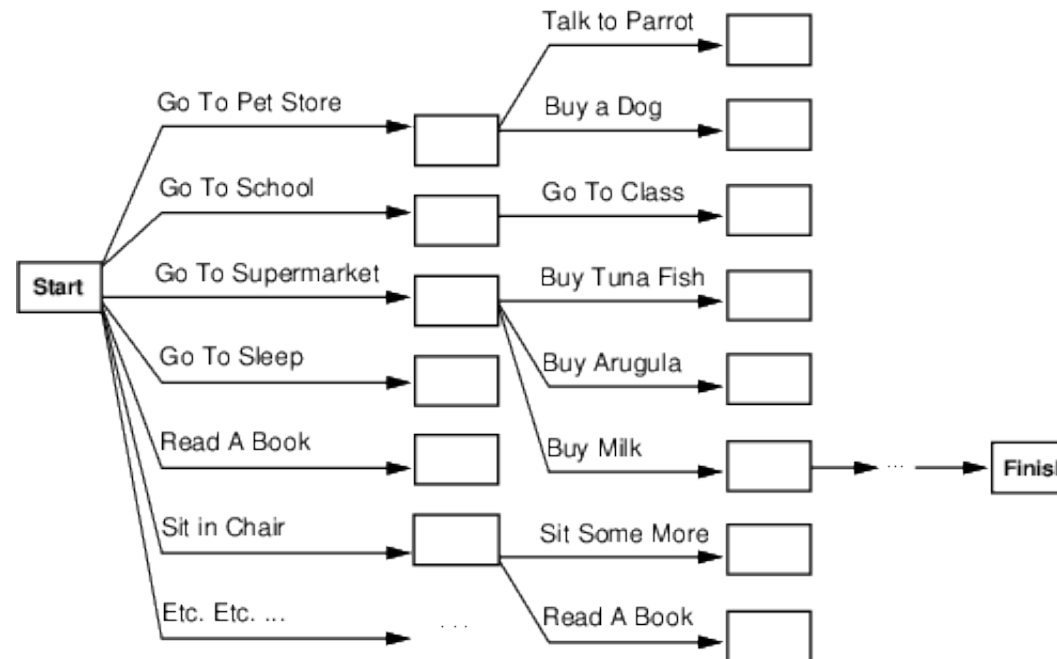 Talk to Parrot
Go To Pet Store
Buy a Dog
Go To School
Go To Class
Start
Go To Supermarket
Buy Tuna Fish
Go To Sleep
Buy Arugula
Read A Book
Buy Milk
...
Finish
Sit in Chair
Sit Some More
Etc. Etc. ...
...
Read A Book